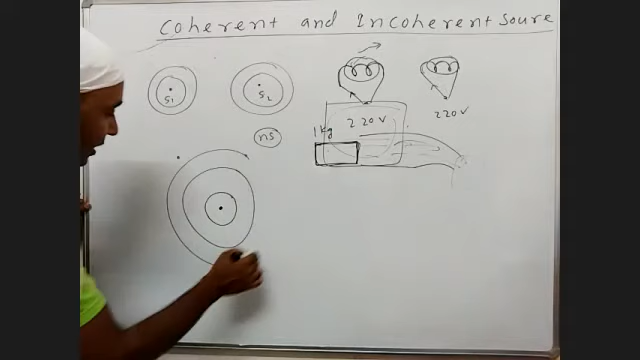 Coherent and Incoherent Soure
S1
S2
ns
220V
220V
1kg